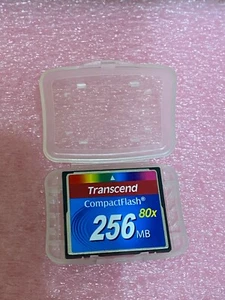 Transcend
CompactFlash®
80x
256 MB